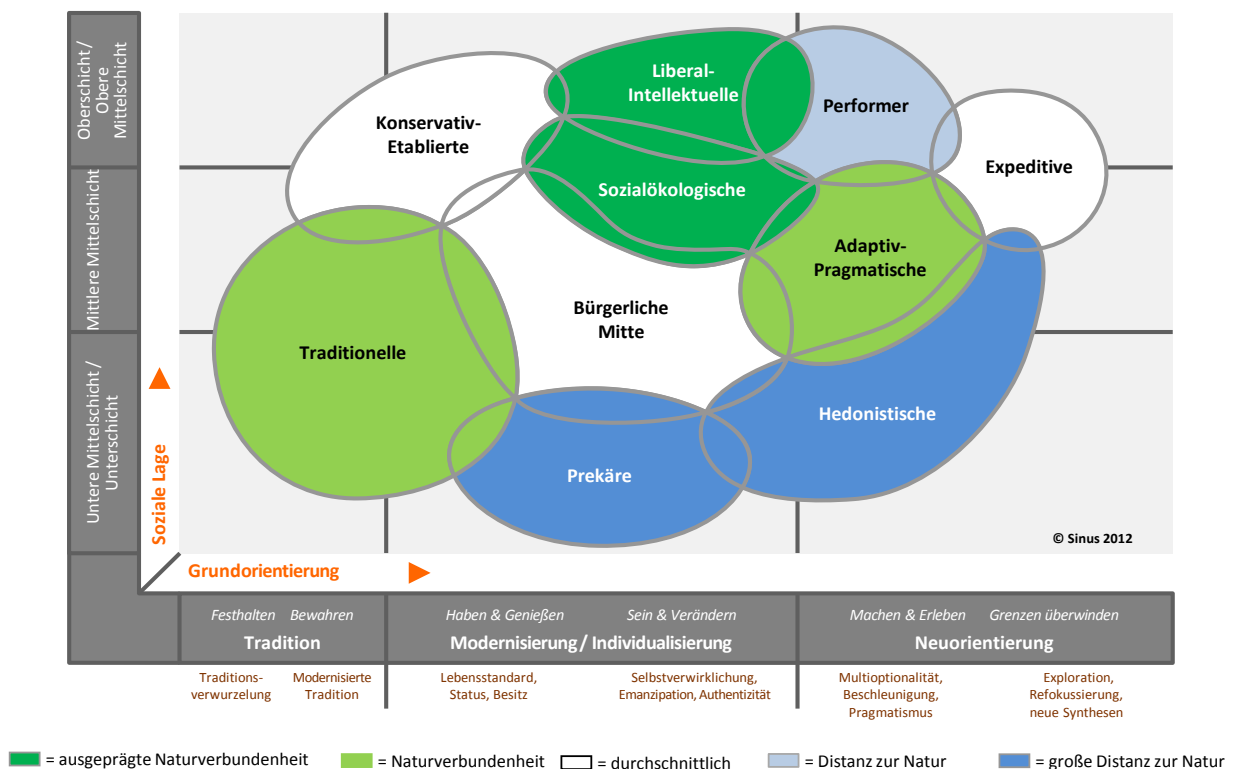 Oberschicht /
Obere
Mittelschicht
Mittlere Mittelschicht
Untere Mittelschicht /
Unterschicht
Soziale Lage
Liberal-
Intellektuelle
Performer
Konservativ-
Etablierte
Expeditive
Sozialökologische
Adaptiv-
Pragmatische
Bürgerliche
Mitte
Traditionelle
Hedonistische
Prekäre
© Sinus 2012
Grundorientierung
Festhalten Bewahren
Tradition
Haben & Genießen Sein & Verändern
Modernisierung / Individualisierung
Machen & Erleben Grenzen überwinden
Neuorientierung
Traditions-
verwurzelung
Modernisierte
Tradition
Lebensstandard,
Status, Besitz
Selbstverwirklichung,
Emanzipation, Authentizität
Multioptionalität,
Beschleunigung,
Pragmatismus
Exploration,
Refokussierung,
neue Synthesen
= ausgeprägte Naturverbundenheit = Naturverbundenheit = durchschnittlich = Distanz zur Natur = große Distanz zur Natur